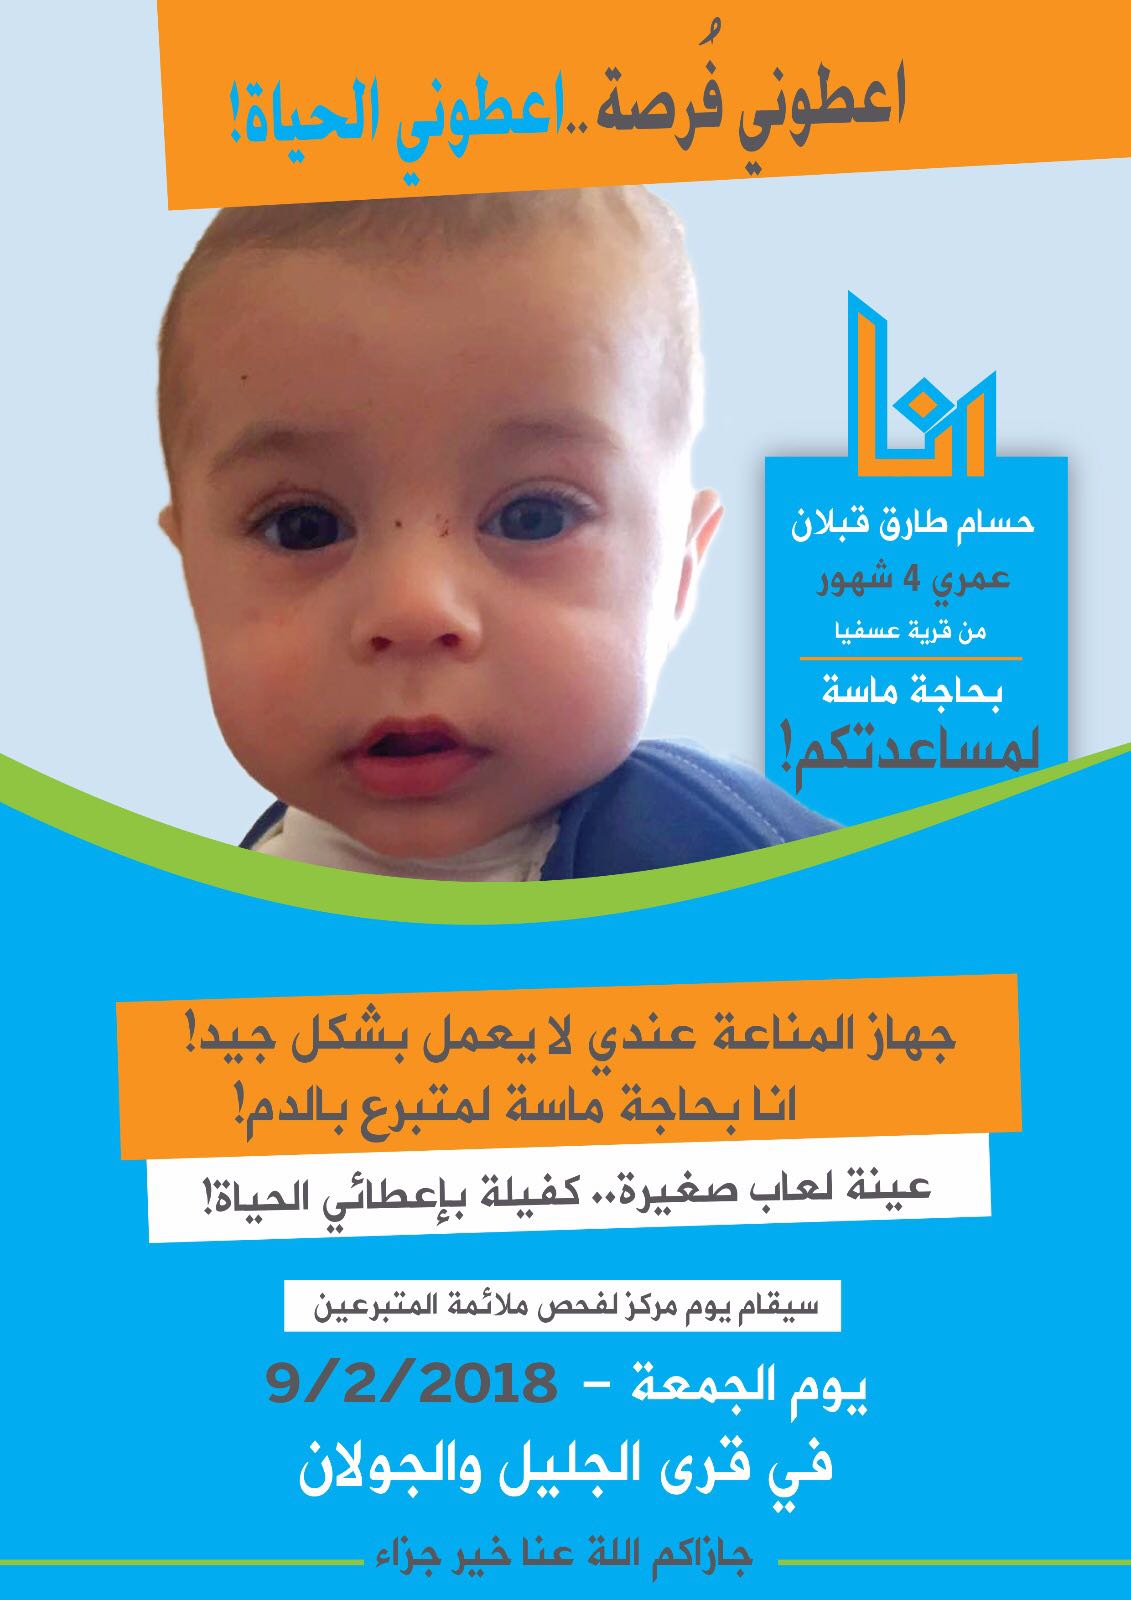 اعطوني فُرصة..اعطوني الحياة!
انا
حسام طارق قبلان
عمري 4 شهور
من قرية عسفيا
بحاجة ماسة
لمساعدتكم!
جهاز المناعة عندي لا يعمل بشكل جيد!
انا بحاجة ماسة لمتبرع بالدم!
عينة لعاب صغيرة.. كفيلة بإعطائي الحياة!
سيقام يوم مركز لفحص ملائمة المتبرعين
يوم الجمعة - 9/2/2018
في قرى الجليل والجولان
جازاكم اللة عنا خير جزاء